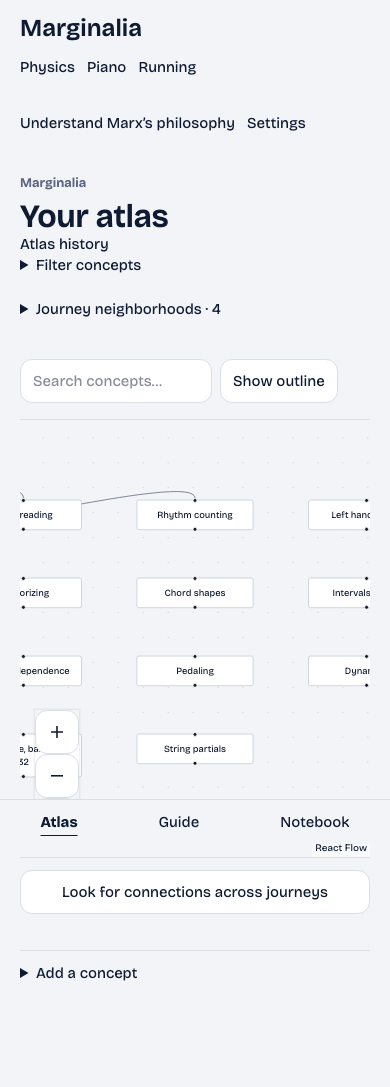 Marginalia
Physics Piano Running
Understand Marx's philosophy Settings
Marginalia
Your atlas
Atlas history
Filter concepts
Journey neighborhoods · 4
Search concepts... Show outline
reading Rhythm counting Left hand
orizing Chord shapes Intervals
ependence Pedaling Dynar
e, ba String partials
32
+
−
Atlas Guide Notebook
React Flow
Look for connections across journeys
Add a concept